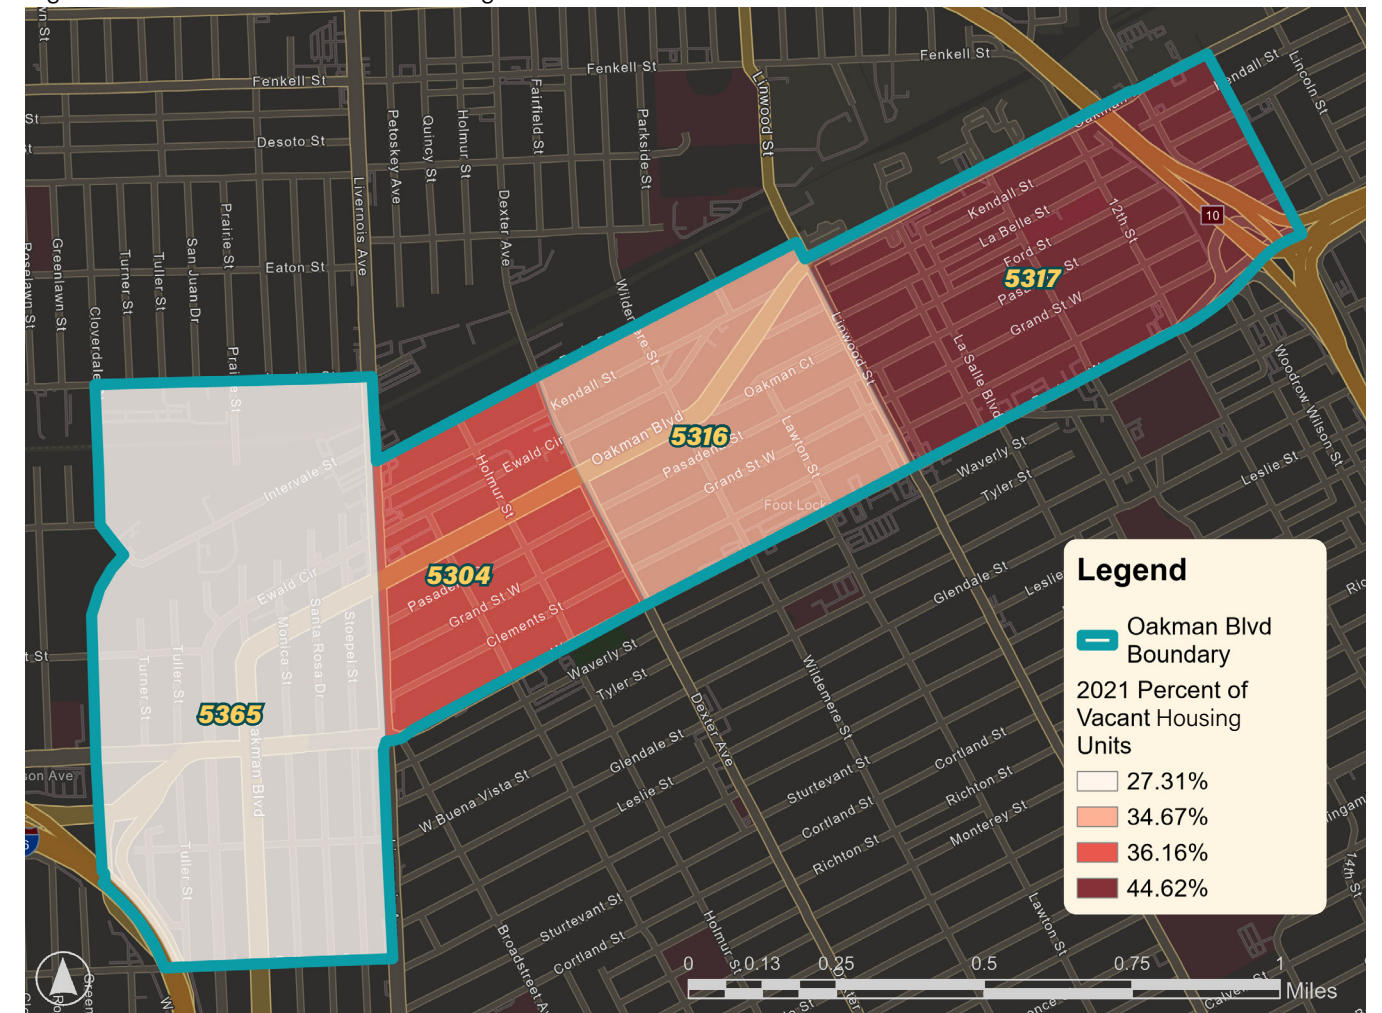 Fenkell St
Fenkell St
Fenkell St
Kendall St
Lincoln St
Desoto St
Linwood St
Petoskey Ave
Quincy St
Holmur St
Fairfield St
Parkside St
Livernois Ave
Dexter Ave
Prairie St
San Juan Dr
Tuller St
Turner St
Greenlawn St
Roselawn St
Cloverdale
Eaton St
Prairie St
Kendall St
La Belle St
Ford St
12th St
10
5317
Grand St W
Linwood St
La Salle Blvd
Woodrow Wilson St
Kendall St
Oakman Ct
Ewald Cir
Oakman Blvd
5316
Pasadena St
Grand St W
Lawton St
Foot Lock
Holmur St
Intervale St
Ewald Cir
5304
Grand St W
Clements St
Waverly St
Tyler St
Leslie St
Waverly St
Tyler St
Glendale St
Leslie
Turner St
Tuller St
Monica St
Santa Rosa Dr
Stoepel St
5365
Oakman Blvd
Tuller St
son Ave
Wildemere St
Dexter Ave
Glendale St
Leslie St
W Buena Vista St
Sturtevant St
Cortland St
Richton St
Cortland St
Richton St
Monterey St
Sturtevant St
Cortland St
Broadstreet Av
Holmur St
Lawton St
14th St
Legend
Oakman Blvd
Boundary
2021 Percent of
Vacant Housing
Units
27.31%
34.67%
36.16%
44.62%
0 0.13 0.25 0.5 0.75 1
Miles